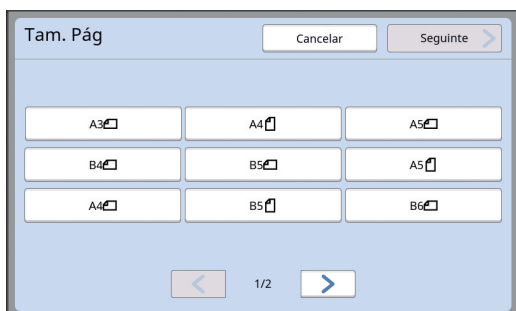 Tam. Pág Cancelar Seguinte
A3 A4 A5
B4 B5 A5
A4 B5 B6
1/2